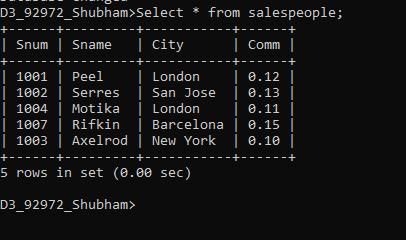 D3_92972_Shubham>Select * from salespeople;
+------+---------+-----------+------+
| Snum | Sname   | City      | Comm |
+------+---------+-----------+------+
| 1001 | Peel    | London    | 0.12 |
| 1002 | Serres  | San Jose  | 0.13 |
| 1004 | Motika  | London    | 0.11 |
| 1007 | Rifkin  | Barcelona | 0.15 |
| 1003 | Axelrod | New York  | 0.10 |
+------+---------+-----------+------+
5 rows in set (0.00 sec)
D3_92972_Shubham>